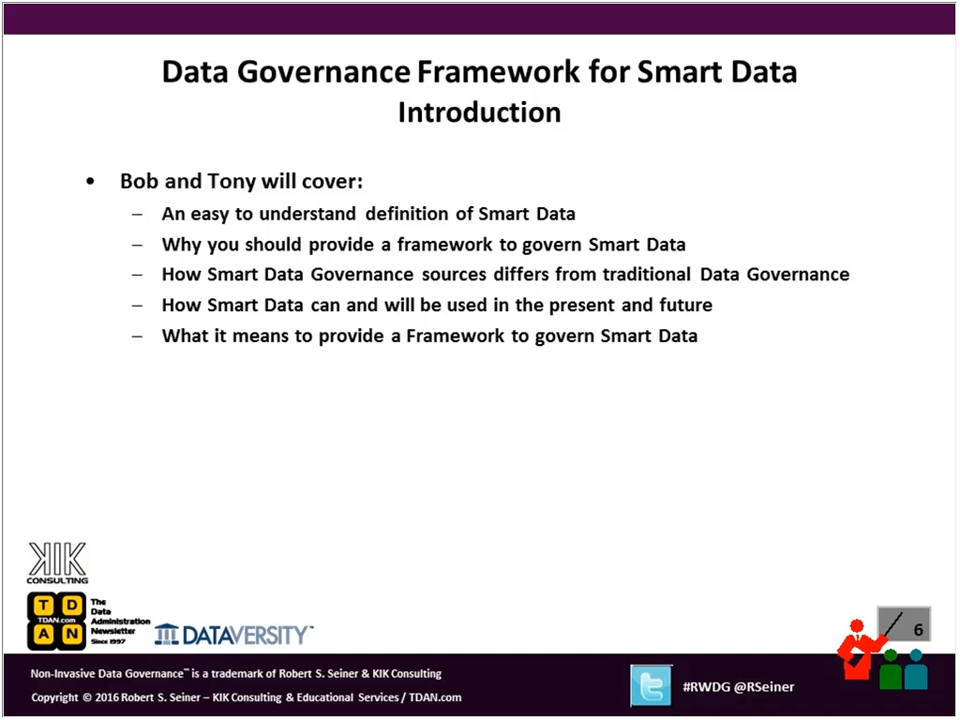 Data Governance Framework for Smart Data
Introduction
• Bob and Tony will cover:
– An easy to understand definition of Smart Data
– Why you should provide a framework to govern Smart Data
– How Smart Data Governance sources differs from traditional Data Governance
– How Smart Data can and will be used in the present and future
– What it means to provide a Framework to govern Smart Data
KIK
CONSULTING
T D
TDAN.com
A N
The
Data
Administration
Newsletter
Since 1997
DATAVERSITY™
6
Non-Invasive Data Governance™ is a trademark of Robert S. Seiner & KIK Consulting
Copyright © 2016 Robert S. Seiner – KIK Consulting & Educational Services / TDAN.com
#RWDG @RSeiner